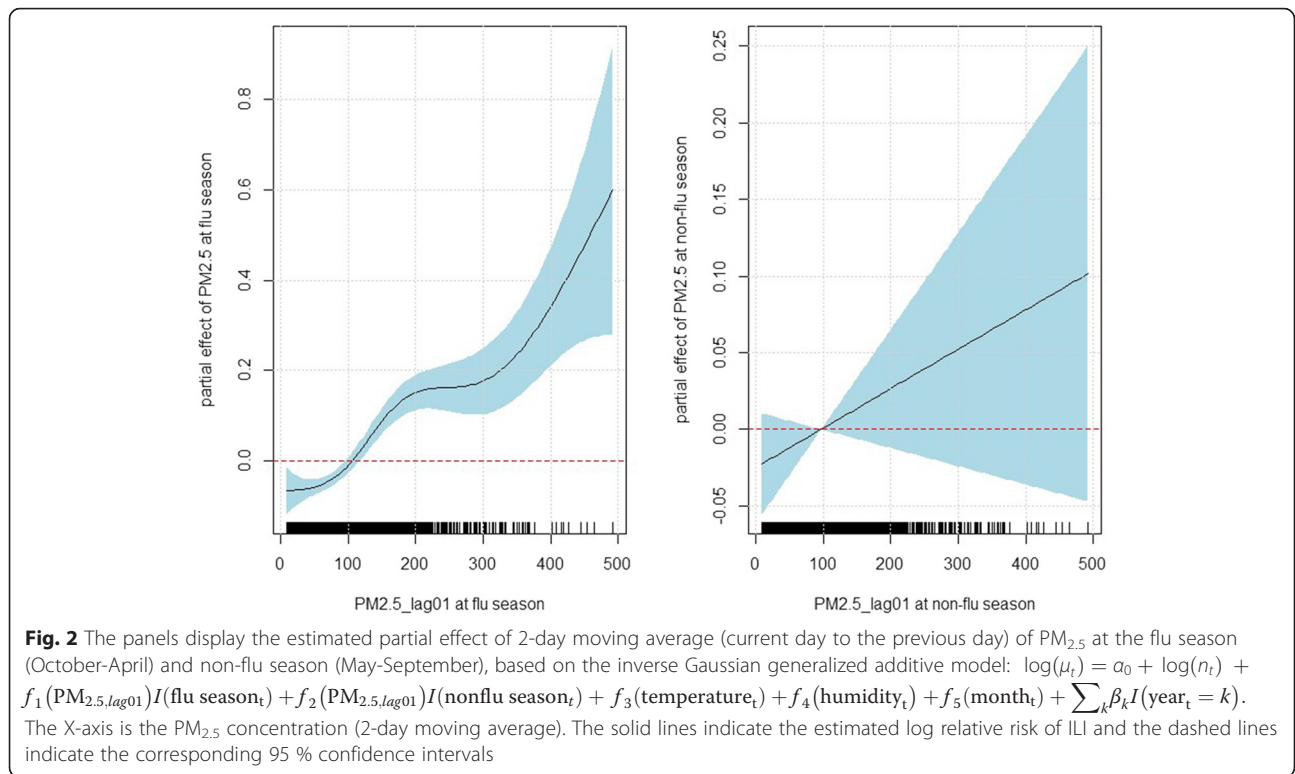 partial effect of PM2.5 at flu season
0.0 0.2 0.4 0.6 0.8
0 100 200 300 400 500
PM2.5_lag01 at flu season
partial effect of PM2.5 at non-flu season
-0.05 0.00 0.05 0.10 0.15 0.20 0.25
0 100 200 300 400 500
PM2.5_lag01 at non-flu season
Fig. 2 The panels display the estimated partial effect of 2-day moving average (current day to the previous day) of PM₂.₅ at the flu season
(October-April) and non-flu season (May-September), based on the inverse Gaussian generalized additive model: log(μₜ) = α₀ + log(nₜ) +
f₁(PM₂.₅,lag01)I(flu seasonₜ) + f₂(PM₂.₅,lag01)I(nonflu seasonₜ) + f₃(temperatureₜ) + f₄(humidityₜ) + f₅(monthₜ) + ∑ₖβₖI(yearₜ = k).
The X-axis is the PM₂.₅ concentration (2-day moving average). The solid lines indicate the estimated log relative risk of ILI and the dashed lines
indicate the corresponding 95 % confidence intervals